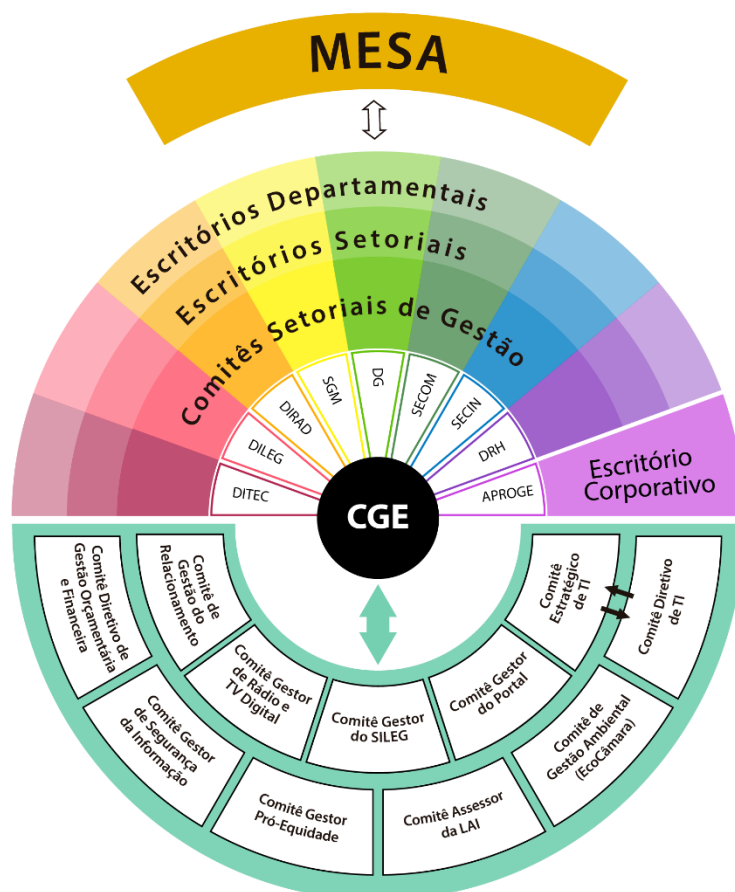 MESA
Escritórios Departamentais
Escritórios Setoriais
Comitês Setoriais de Gestão
DITEC
DILEG
DIRAD
SGM
DG
SECOM
SECIN
DRH
APROGE
Escritório
Corporativo
CGE
Comitê Diretivo de
Gestão Orçamentária
e Financeira
Comitê de
Gestão do
Relacionamento
Comitê
Estratégico
de TI
Comitê Diretivo
de TI
Comitê Gestor
de Rádio e
TV Digital
Comitê Gestor
do SILEG
Comitê Gestor
do Portal
Comitê Gestor
de Segurança
da Informação
Comitê Gestor
Pró-Equidade
Comitê Assessor
da LAI
Comitê de
Gestão Ambiental
(EcoCâmara)